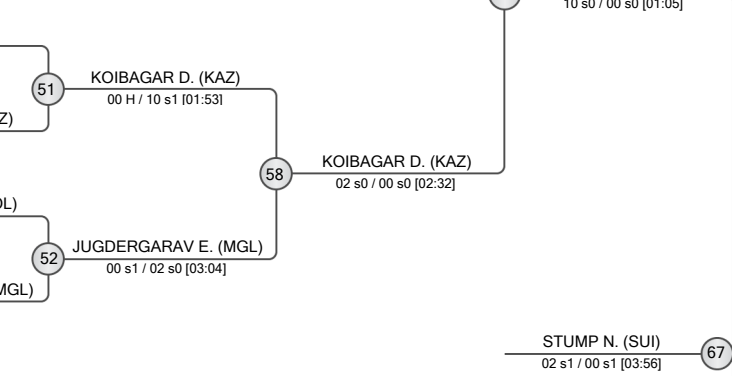 10 s0 / 00 s0 [01:05]
51
KOIBAGAR D. (KAZ)
00 H / 10 s1 [01:53]
Z)
58
KOIBAGAR D. (KAZ)
02 s0 / 00 s0 [02:32]
OL)
52
JUGDERGARAV E. (MGL)
00 s1 / 02 s0 [03:04]
MGL)
STUMP N. (SUI)
67
02 s1 / 00 s1 [03:56]